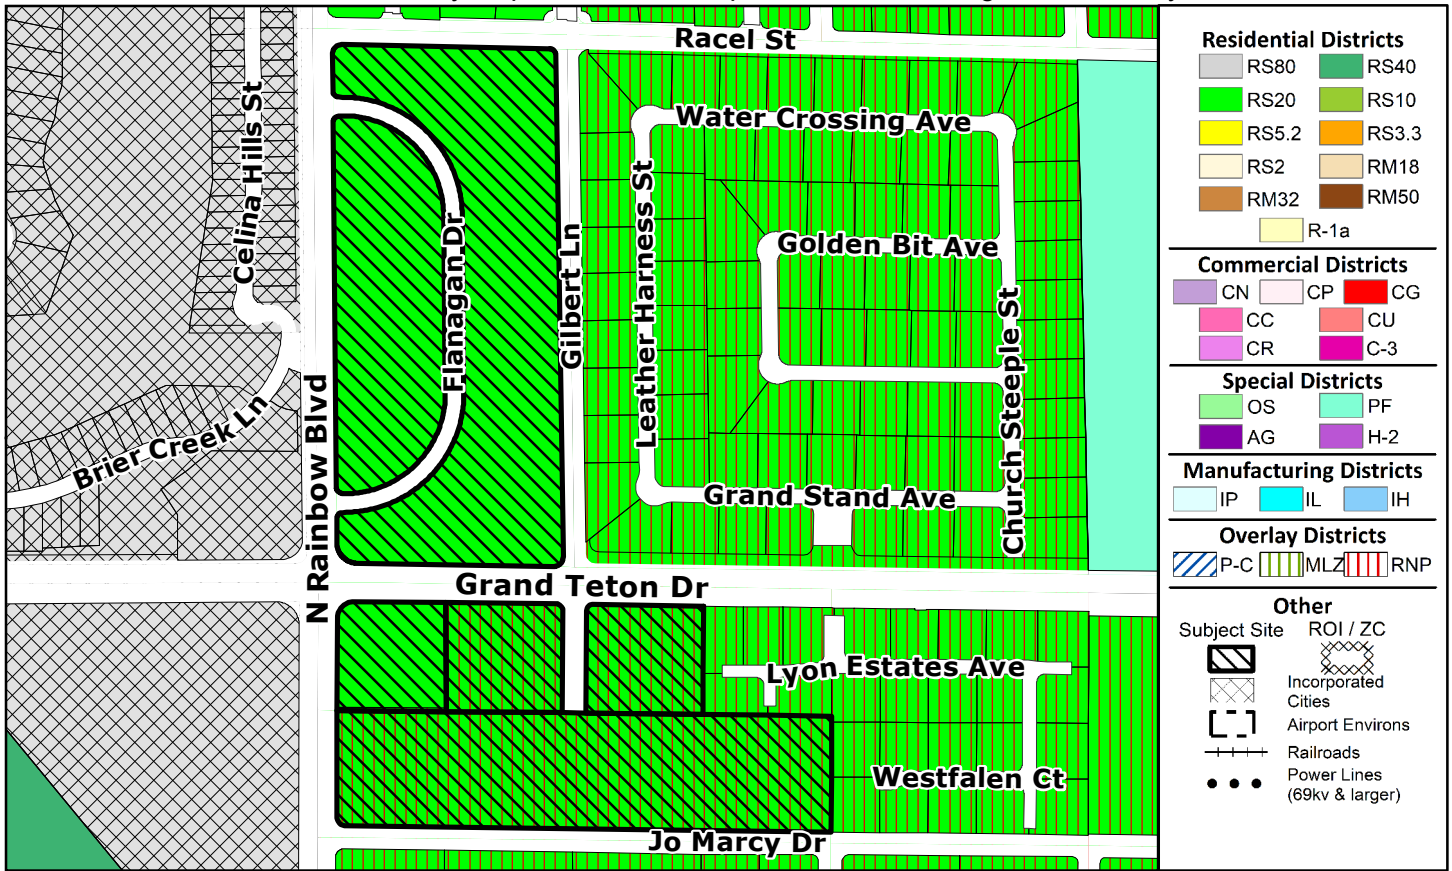 Racel St
Water Crossing Ave
Celina Hills St
Leather Harness St
Flanagan Dr
Gilbert Ln
Golden Bit Ave
Church Steeple St
N Rainbow Blvd
Brier Creek Ln
Grand Stand Ave
Grand Teton Dr
Lyon Estates Ave
Westfalen Ct
Jo Marcy Dr
Residential Districts
RS80 RS40
RS20 RS10
RS5.2 RS3.3
RS2 RM18
RM32 RM50
R-1a
Commercial Districts
CN CP CG
CC CU
CR C-3
Special Districts
OS PF
AG H-2
Manufacturing Districts
IP IL IH
Overlay Districts
P-C MLZ RNP
Other
Subject Site ROI / ZC
Incorporated
Cities
Airport Environs
Railroads
Power Lines
(69kv & larger)